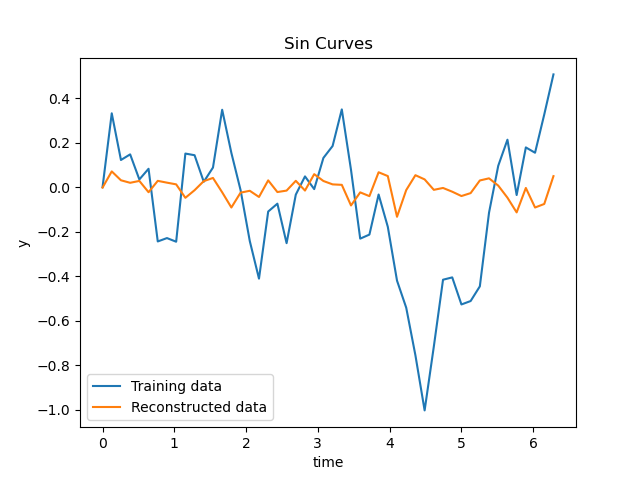 Sin Curves
y
0.4
0.2
0.0
−0.2
−0.4
−0.6
−0.8
−1.0
Training data
Reconstructed data
0 1 2 3 4 5 6
time